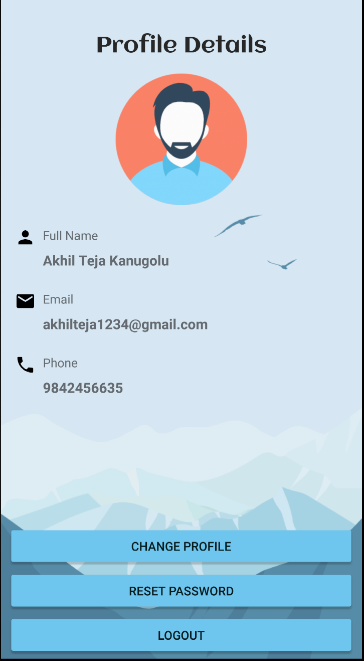 Profile Details
Full Name
Akhil Teja Kanugolu
Email
akhilteja1234@gmail.com
Phone
9842456635
CHANGE PROFILE
RESET PASSWORD
LOGOUT